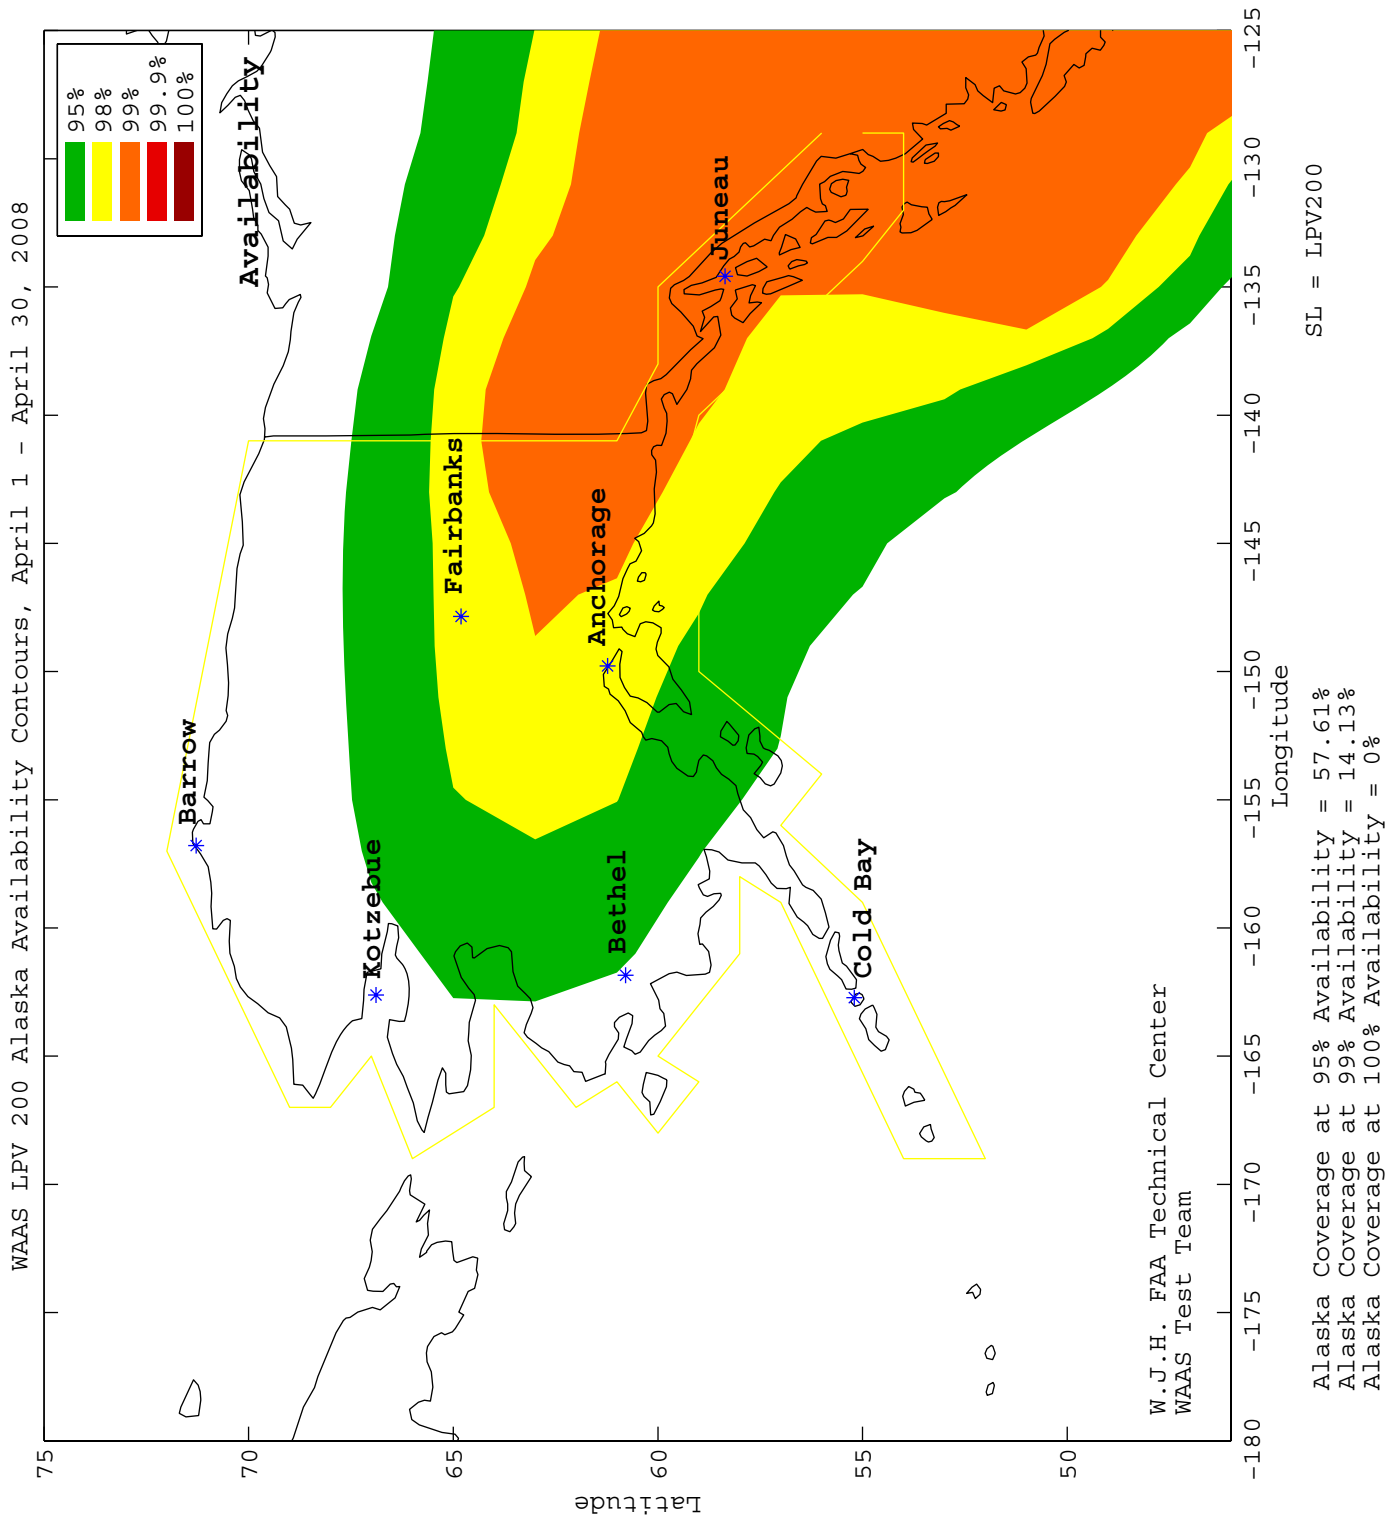 WAAS LPV 200 Alaska Availability Contours, April 1 - April 30, 2008
95%
98%
99%
99.9%
100%
Availability
Barrow
Kotzebue
Fairbanks
Anchorage
Bethel
Juneau
Cold Bay
W.J.H. FAA Technical Center
WAAS Test Team
75
70
65
60
55
50
Latitude
-180
-175
-170
-165
-160
-155
-150
-145
-140
-135
-130
-125
Longitude
SL = LPV200
Alaska Coverage at 95% Availability = 57.61%
Alaska Coverage at 99% Availability = 14.13%
Alaska Coverage at 100% Availability = 0%